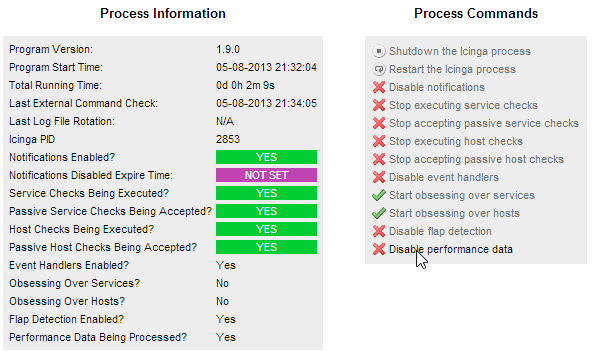 Process Information
Program Version: 1.9.0
Program Start Time: 05-08-2013 21:32:04
Total Running Time: 0d 0h 2m 9s
Last External Command Check: 05-08-2013 21:34:05
Last Log File Rotation: N/A
Icinga PID 2853
Notifications Enabled? YES
Notifications Disabled Expire Time: NOT SET
Service Checks Being Executed? YES
Passive Service Checks Being Accepted? YES
Host Checks Being Executed? YES
Passive Host Checks Being Accepted? YES
Event Handlers Enabled? Yes
Obsessing Over Services? No
Obsessing Over Hosts? No
Flap Detection Enabled? Yes
Performance Data Being Processed? Yes
Process Commands
Shutdown the Icinga process
Restart the Icinga process
Disable notifications
Stop executing service checks
Stop accepting passive service checks
Stop executing host checks
Stop accepting passive host checks
Disable event handlers
Start obsessing over services
Start obsessing over hosts
Disable flap detection
Disable performance data